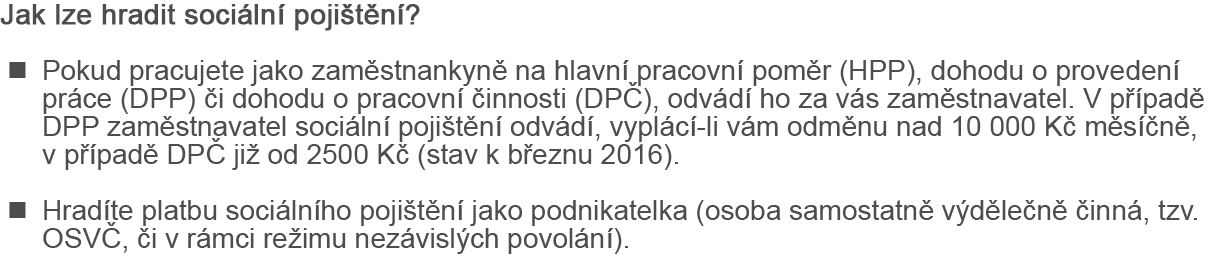 Jak lze hradit sociální pojištění?
■ Pokud pracujete jako zaměstnankyně na hlavní pracovní poměr (HPP), dohodu o provedení
práce (DPP) či dohodu o pracovní činnosti (DPČ), odvádí ho za vás zaměstnavatel. V případě
DPP zaměstnavatel sociální pojištění odvádí, vyplácí-li vám odměnu nad 10 000 Kč měsíčně,
v případě DPČ již od 2500 Kč (stav k březnu 2016).
■ Hradíte platbu sociálního pojištění jako podnikatelka (osoba samostatně výdělečně činná, tzv.
OSVČ, či v rámci režimu nezávislých povolání).